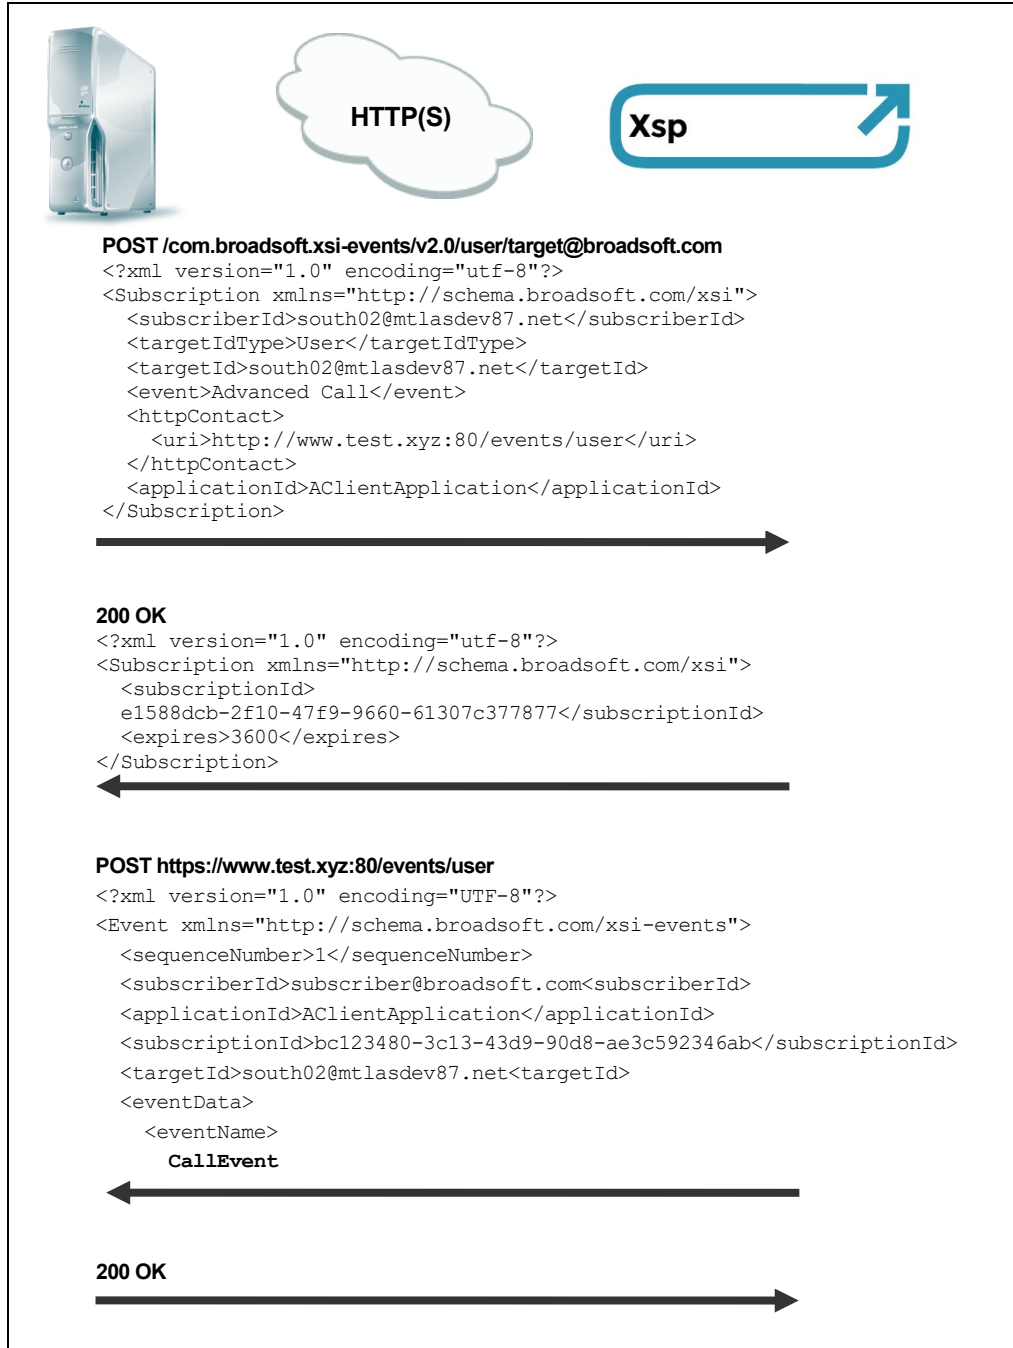 HTTP(S)
Xsp
POST /com.broadsoft.xsi-events/v2.0/user/target@broadsoft.com
<?xml version="1.0" encoding="utf-8"?>
<Subscription xmlns="http://schema.broadsoft.com/xsi">
<subscriberId>south02@mtlasdev87.net</subscriberId>
<targetIdType>User</targetIdType>
<targetId>south02@mtlasdev87.net</targetId>
<event>Advanced Call</event>
<httpContact>
<uri>http://www.test.xyz:80/events/user</uri>
</httpContact>
<applicationId>AClientApplication</applicationId>
</Subscription>
200 OK
<?xml version="1.0" encoding="utf-8"?>
<Subscription xmlns="http://schema.broadsoft.com/xsi">
<subscriptionId>
e1588dcb-2f10-47f9-9660-61307c377877</subscriptionId>
<expires>3600</expires>
</Subscription>
POST https://www.test.xyz:80/events/user
<?xml version="1.0" encoding="UTF-8"?>
<Event xmlns="http://schema.broadsoft.com/xsi-events">
<sequenceNumber>1</sequenceNumber>
<subscriberId>subscriber@broadsoft.com<subscriberId>
<applicationId>AClientApplication</applicationId>
<subscriptionId>bc123480-3c13-43d9-90d8-ae3c592346ab</subscriptionId>
<targetId>south02@mtlasdev87.net<targetId>
<eventData>
<eventName>
CallEvent
200 OK